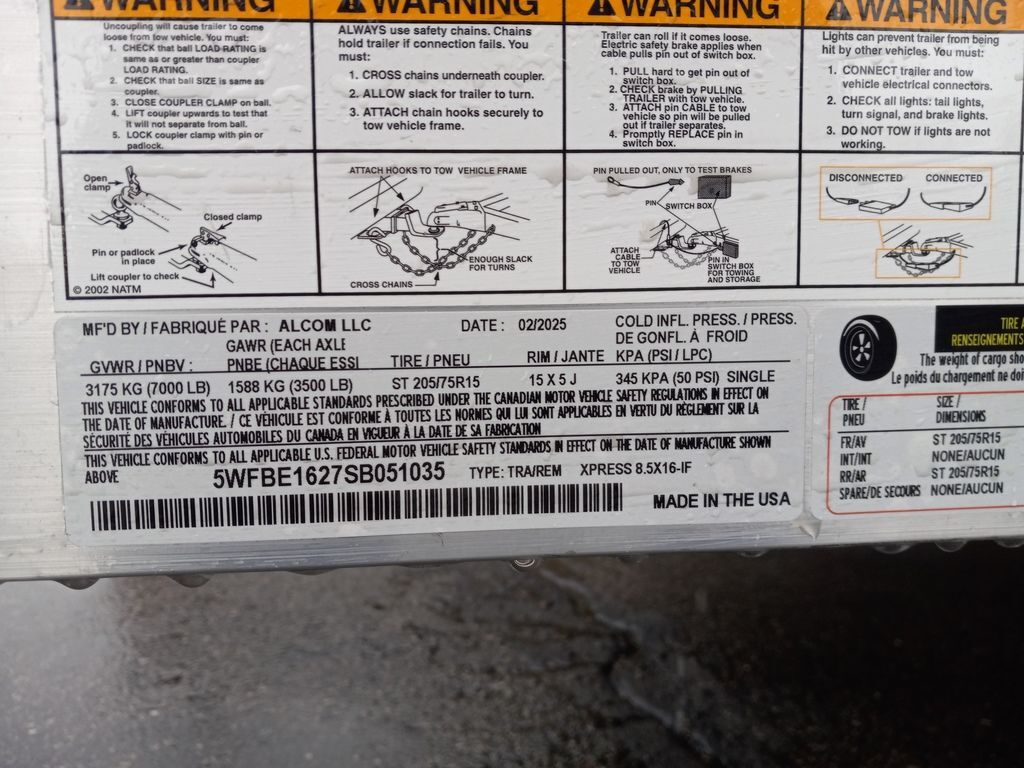 WARNING
Uncoupling will cause trailer to come
loose from tow vehicle. You must:
1. CHECK that ball LOAD RATING is
same as or greater than coupler
LOAD RATING.
2. CHECK that ball SIZE is same as
coupler.
3. CLOSE COUPLER CLAMP on ball.
4. LIFT coupler upwards to test that
it will not separate from ball.
5. LOCK coupler clamp with pin or
padlock.
Open
clamp
Closed clamp
Pin or padlock
in place
Lift coupler to check
© 2002 NATM
WARNING
ALWAYS use safety chains. Chains
hold trailer if connection fails. You
must:
1. CROSS chains underneath coupler.
2. ALLOW slack for trailer to turn.
3. ATTACH chain hooks securely to
tow vehicle frame.
ATTACH HOOKS TO TOW VEHICLE FRAME
ENOUGH SLACK
FOR TURNS
CROSS CHAINS
WARNING
Trailer can roll if it comes loose.
Electric safety brake applies when
cable pulls pin out of switch box.
1. PULL hard to get pin out of
switch box.
2. CHECK brake by PULLING
TRAILER with tow vehicle.
3. ATTACH pin CABLE to tow
vehicle so pin will be pulled
out if trailer separates.
4. Promptly REPLACE pin in
switch box.
PIN PULLED OUT, ONLY TO TEST BRAKES
PIN
SWITCH BOX
ATTACH
CABLE
TO TOW
VEHICLE
PIN IN
SWITCH BOX
FOR TOWING
AND STORAGE
WARNING
Lights can prevent trailer from being
hit by other vehicles. You must:
1. CONNECT trailer and tow
vehicle electrical connectors.
2. CHECK all lights: tail lights,
turn signal, and brake lights.
3. DO NOT TOW if lights are not
working.
DISCONNECTED CONNECTED
MF'D BY / FABRIQUÉ PAR : ALCOM LLC DATE : 02/2025 COLD INFL. PRESS. / PRESS.
DE GONFL. À FROID
GAWR (EACH AXLE
GVWR / PNBV : PNBE (CHAQUE ESSI TIRE / PNEU RIM / JANTE KPA (PSI / LPC)
3175 KG (7000 LB) 1588 KG (3500 LB) ST 205/75R15 15 X 5 J 345 KPA (50 PSI) SINGLE
THIS VEHICLE CONFORMS TO ALL APPLICABLE STANDARDS PRESCRIBED UNDER THE CANADIAN MOTOR VEHICLE SAFETY REGULATIONS IN EFFECT ON
THE DATE OF MANUFACTURE. / CE VÉHICULE EST CONFORME À TOUTES LES NORMES QUI LUI SONT APPLICABLES EN VERTU DU RÈGLEMENT SUR LA
SÉCURITÉ DES VÉHICULES AUTOMOBILES DU CANADA EN VIGUEUR À LA DATE DE SA FABRICATION
THIS VEHICLE CONFORMS TO ALL APPLICABLE U.S. FEDERAL MOTOR VEHICLE SAFETY STANDARDS IN EFFECT ON THE DATE OF MANUFACTURE SHOWN
ABOVE 5WFBE1627SB051035 TYPE: TRA/REM XPRESS 8.5X16-IF
MADE IN THE USA
TIRE
RENSEIGNEMENTS
The weight of cargo sho
Le poids du chargement ne doi
TIRE / SIZE /
PNEU DIMENSIONS
FR/AV ST 205/75R15
INT/INT NONE/AUCUN
RR/AR ST 205/75R15
SPARE/DE SECOURS NONE/AUCUN